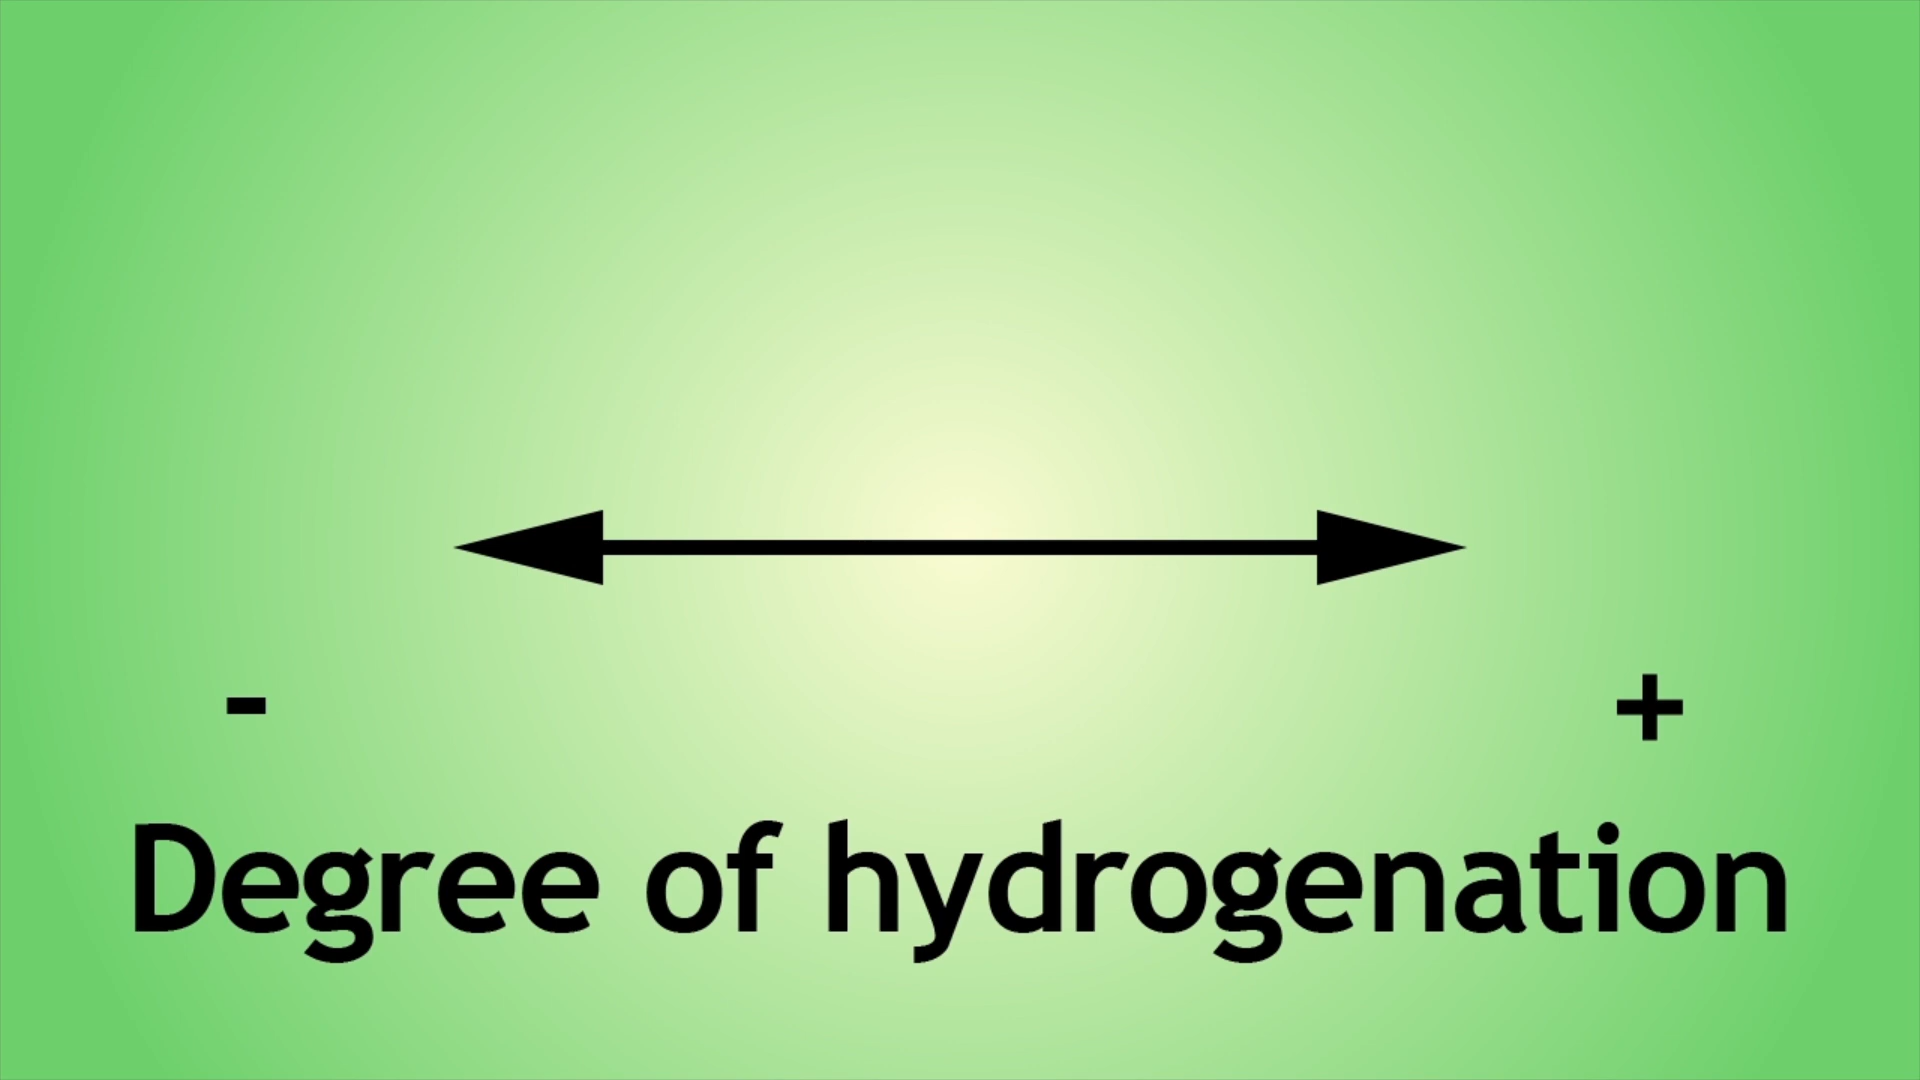 - +
Degree of hydrogenation